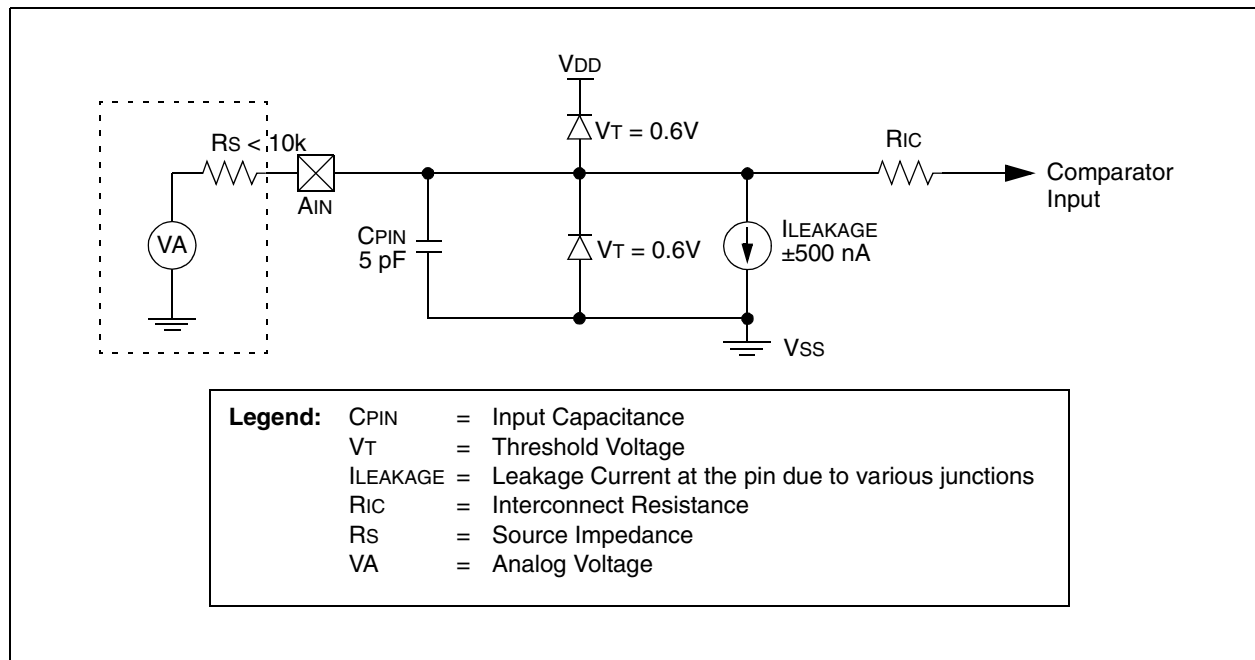 VDD
VT = 0.6V
RS < 10k
RIC
AIN
Comparator
Input
VA
CPIN
5 pF
VT = 0.6V
ILEAKAGE
±500 nA
VSS
Legend: CPIN = Input Capacitance
VT = Threshold Voltage
ILEAKAGE = Leakage Current at the pin due to various junctions
RIC = Interconnect Resistance
RS = Source Impedance
VA = Analog Voltage